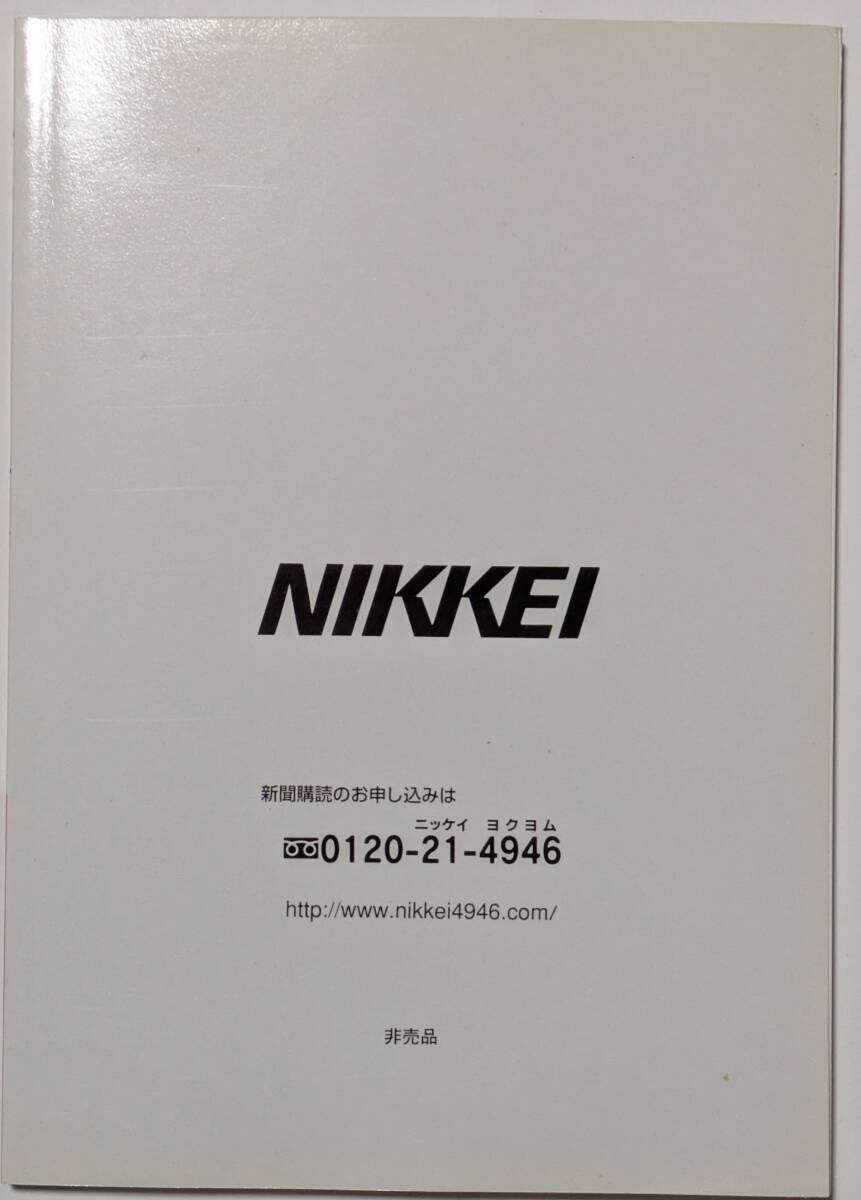 NIKKEI
新聞購読のお申し込みは
ニッケイ ヨクヨム
0120-21-4946
http://www.nikkei4946.com/
非売品